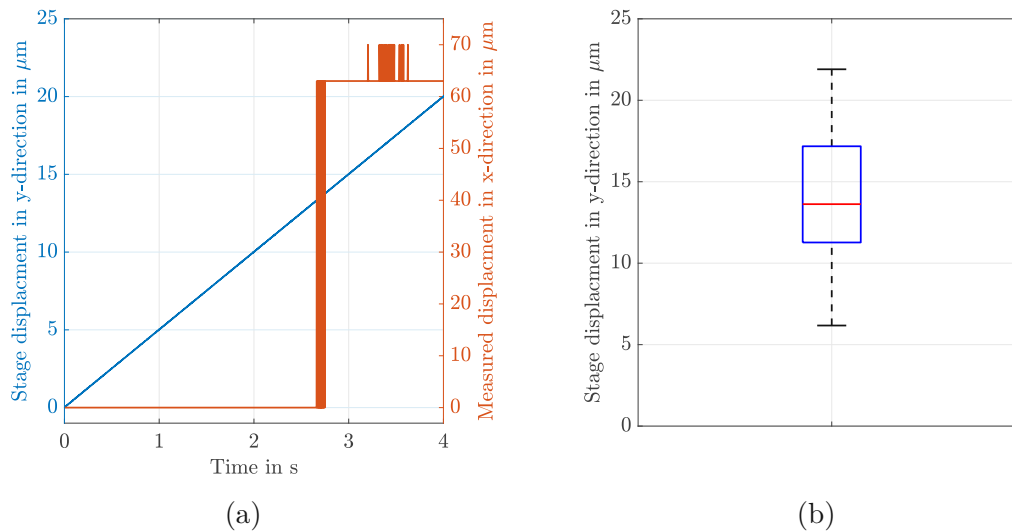 25
20
15
10
5
0
Stage displacment in y-direction in μm
70
60
50
40
30
20
10
0
Measured displacment in x-direction in μm
0 1 2 3 4
Time in s
(a)
25
20
15
10
5
0
Stage displacment in y-direction in μm
(b)